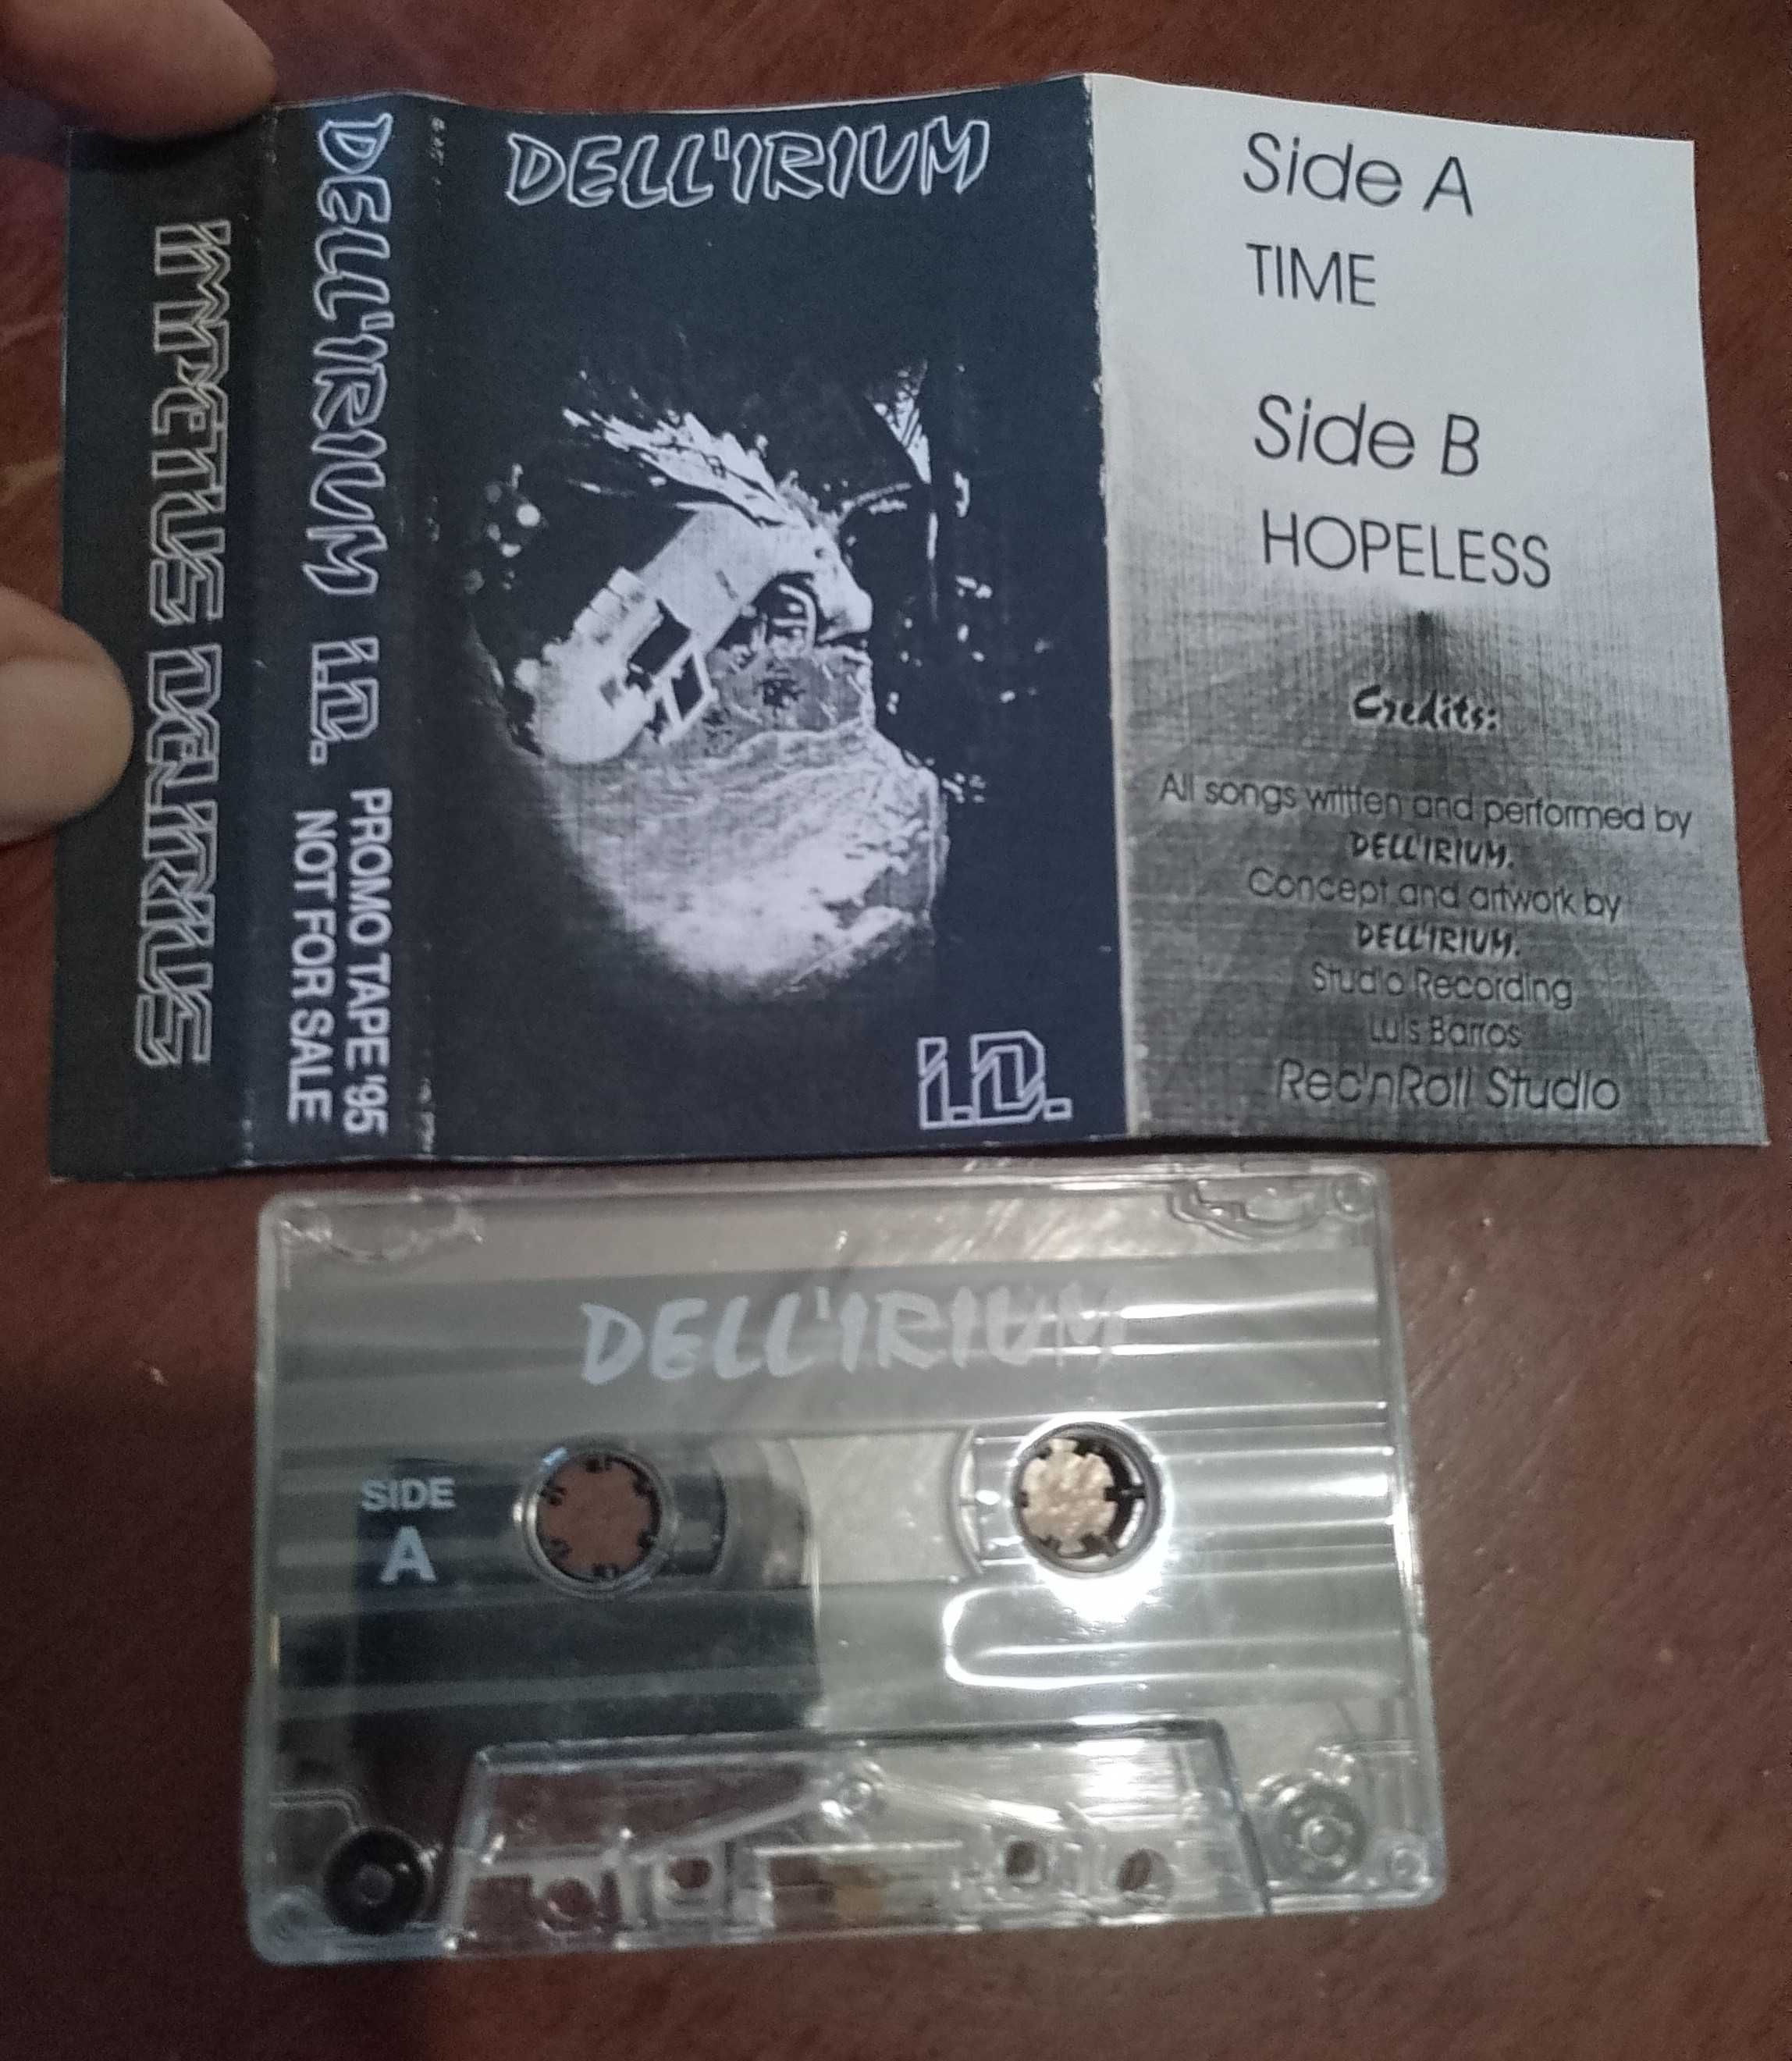 IMPETUS DELIRIUS
DELL'IRIUM I.D.
PROMO TAPE '95
NOT FOR SALE
DELL'IRIUM
I.D.
Side A
TIME
Side B
HOPELESS
Credits:
All songs written and performed by
DELL'IRIUM.
Concept and artwork by
DELL'IRIUM.
Studio Recording
Luis Barros
Rec'nRoll Studio
DELL'IRIUM
SIDE
A